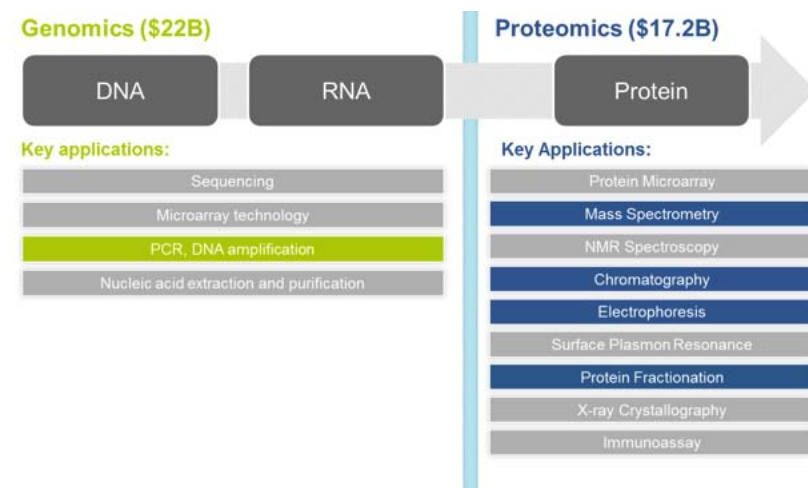 Genomics ($22B)
DNA
RNA
Key applications:
Sequencing
Microarray technology
PCR, DNA amplification
Nucleic acid extraction and purification
Proteomics ($17.2B)
Protein
Key Applications:
Protein Microarray
Mass Spectrometry
NMR Spectroscopy
Chromatography
Electrophoresis
Surface Plasmon Resonance
Protein Fractionation
X-ray Crystallography
Immunoassay